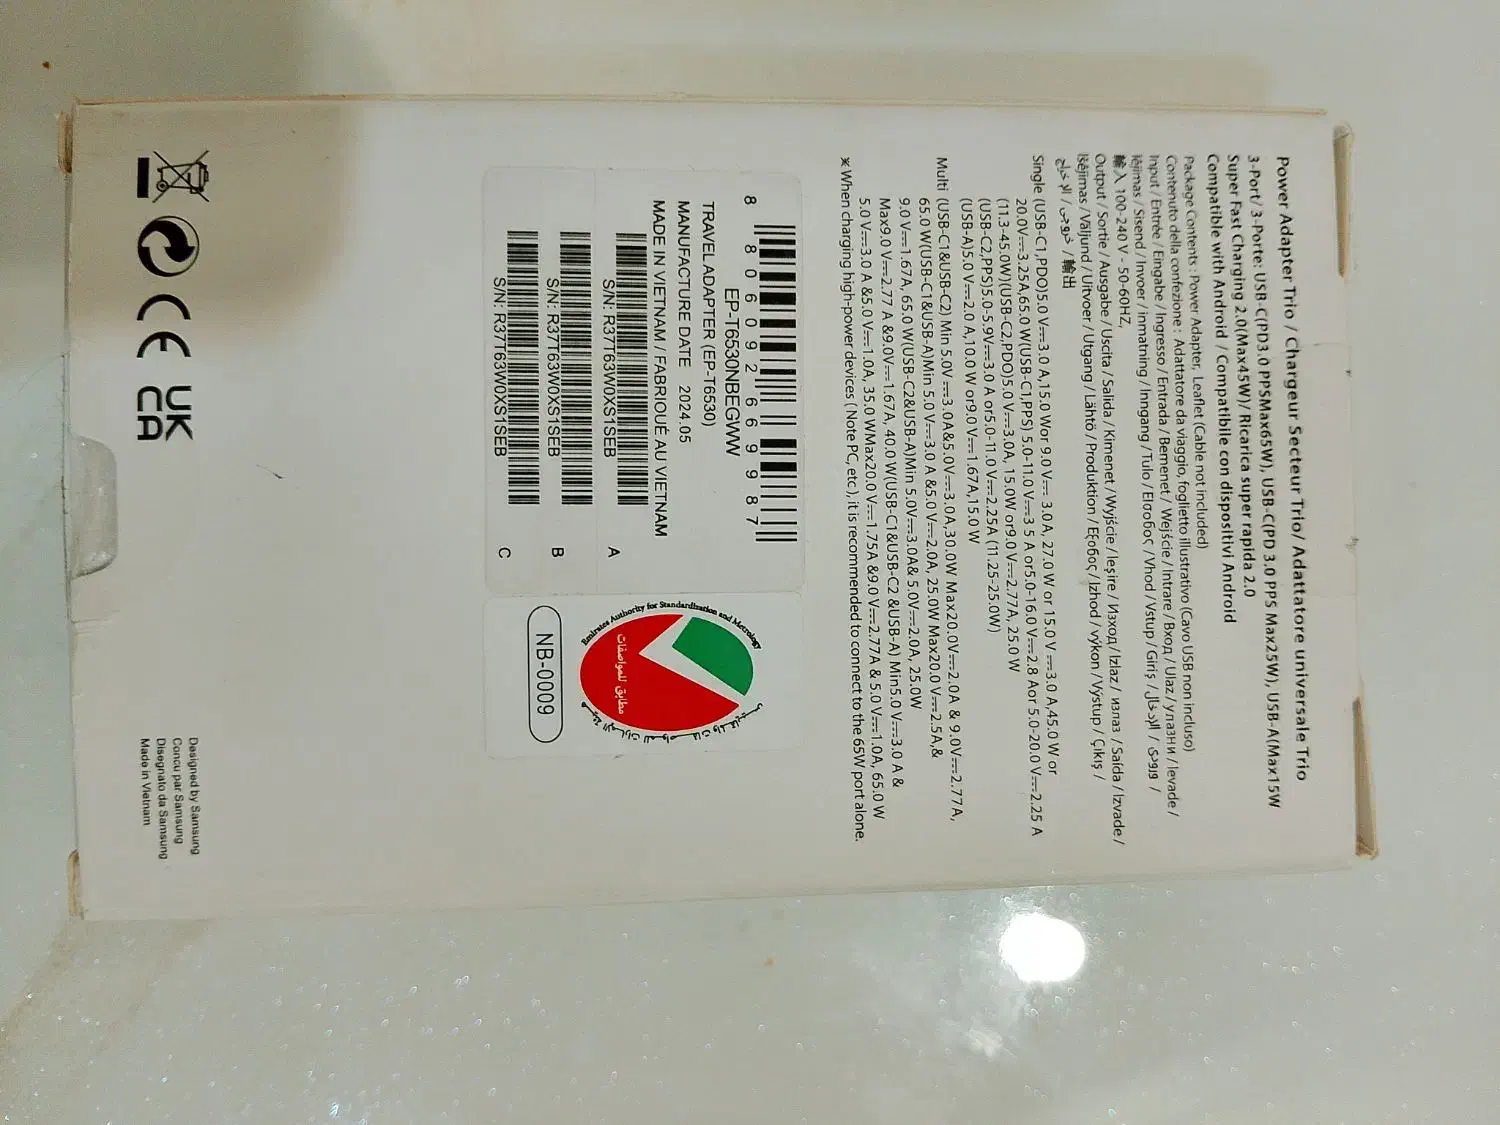 Power Adapter Trio / Chargeur Secteur Trio/ Adattatore universale Trio
3-Port/ 3-Porte: USB-C(PD3.0 PPSMax65W), USB-C(PD 3.0 PPS Max25W), USB-A(Max15W
Super Fast Charging 2.0(Max45W)/ Ricarica super rapida 2.0
Compatible with Android / Compatibile con dispositivi Android
Package Contents : Power Adapter, Leaflet (Cable not included)
Contenuto della confezione : Adattatore da viaggio, foglietto illustrativo (Cavo USB non incluso)
Input / Entrée / Eingabe / Ingresso / Entrada / Bemenet / Wejście / Intrare / Вход / Ulaz / улазни / Ievade /
Iėjimas / Sisend / Invoer / inmatning / Inngang / Tulo / Είσοδος / Vhod / Vstup / Giriş / الإدخال / ورودی /
輸入 100-240 V - 50-60HZ,
Output / Sortie / Ausgabe / Uscita / Salida / Kimenet / Wyjście / Ieşire / Изход/ Izlaz / излаз / Saída / Izvade /
Išėjimas /Väljund / Uitvoer / Utgang / Lähtö / Produktion / Εξοδος / Izhod / výkon / Výstup / Çıkış /
الإخراج / خروجی / 輸出
Single (USB-C1,PDO)5.0 V⎓3.0 A,15.0 Wor 9.0 V⎓ 3.0 A, 27.0 W or 15.0 V ⎓3.0 A,45.0 W or
20.0V⎓3.25A,65.0 W(USB-C1,PPS) 5.0-11.0 V⎓3 5 A or5.0-16.0 V⎓2.8 Aor 5.0-20.0 V⎓2.25 A
(11.3-45.0W)(USB-C2,PDO)5.0 V⎓3.0A, 15.0W or9.0 V⎓2.77A, 25.0 W
(USB-C2,PPS)5.0-5.9V⎓3.0 A or5.0-11.0 V⎓2.25A (11.25-25.0W)
(USB-A)5.0 V⎓2.0 A,10.0 W or9.0 V⎓1.67A,15.0 W
Multi (USB-C1&USB-C2) Min 5.0V ⎓3.0A&5.0V⎓3.0A,30.0W Max20.0V⎓2.0A & 9.0V⎓2.77A,
65.0 W(USB-C1&USB-A)Min 5.0 V⎓3.0 A &5.0 V⎓2.0A, 25.0W Max20.0 V⎓2.5A,&
9.0 V⎓1.67A, 65.0 W(USB-C2&USB-A)Min 5.0V⎓3.0A& 5.0V⎓2.0A, 25.0W
Max9.0 V⎓2.77 A &9.0V⎓1.67A, 40.0 W(USB-C1&USB-C2 &USB-A) Min5.0 V⎓3.0 A &
5.0 V⎓3.0 A &5.0 V⎓1.0A, 35.0 WMax20.0 V⎓1.75A &9.0 V⎓2.77A & 5.0 V⎓1.0A, 65.0 W
※ When charging high-power devices ( Note PC, etc ), it is recommended to connect to the 65W port alone.
8 806092 669987
EP-T6530NBEGWW
TRAVEL ADAPTER (EP-T6530)
MANUFACTURE DATE 2024.05
MADE IN VIETNAM / FABRIQUÉ AU VIETNAM
S/N: R37T63W0XS1SEB A
S/N: R37T63W0XS1SEB B
S/N: R37T63W0XS1SEB C
Emirates Authority for Standardization and Metrology
مطابق للمواصفات
NB-0009
CE
UK
CA
Designed by Samsung
Concu par Samsung
Disegnato da Samsung
Made in Vietnam